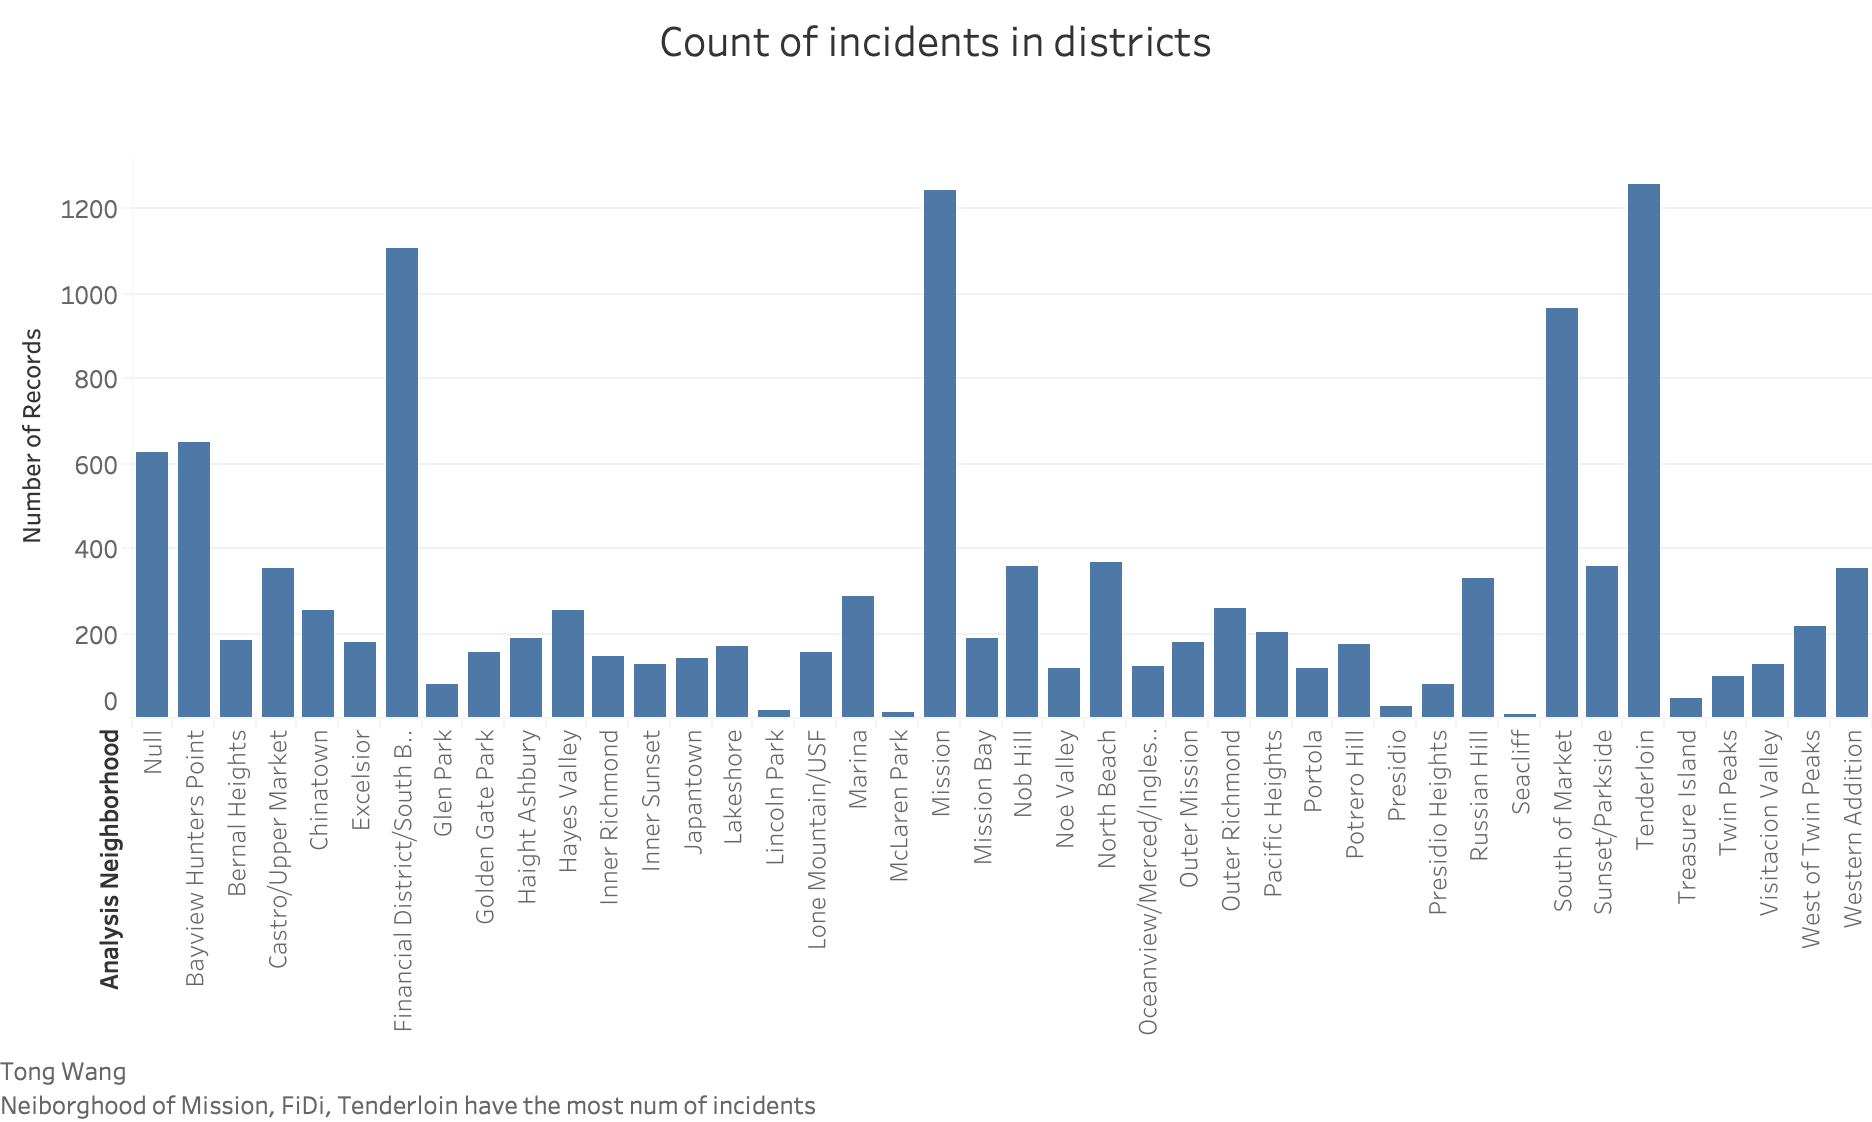 Count of incidents in districts
Number of Records
1200
1000
800
600
400
200
0
Analysis Neighborhood
Null
Bayview Hunters Point
Bernal Heights
Castro/Upper Market
Chinatown
Excelsior
Financial District/South B..
Glen Park
Golden Gate Park
Haight Ashbury
Hayes Valley
Inner Richmond
Inner Sunset
Japantown
Lakeshore
Lincoln Park
Lone Mountain/USF
Marina
McLaren Park
Mission
Mission Bay
Nob Hill
Noe Valley
North Beach
Oceanview/Merced/Ingles..
Outer Mission
Outer Richmond
Pacific Heights
Portola
Potrero Hill
Presidio
Presidio Heights
Russian Hill
Seacliff
South of Market
Sunset/Parkside
Tenderloin
Treasure Island
Twin Peaks
Visitacion Valley
West of Twin Peaks
Western Addition
Tong Wang
Neiborghood of Mission, FiDi, Tenderloin have the most num of incidents